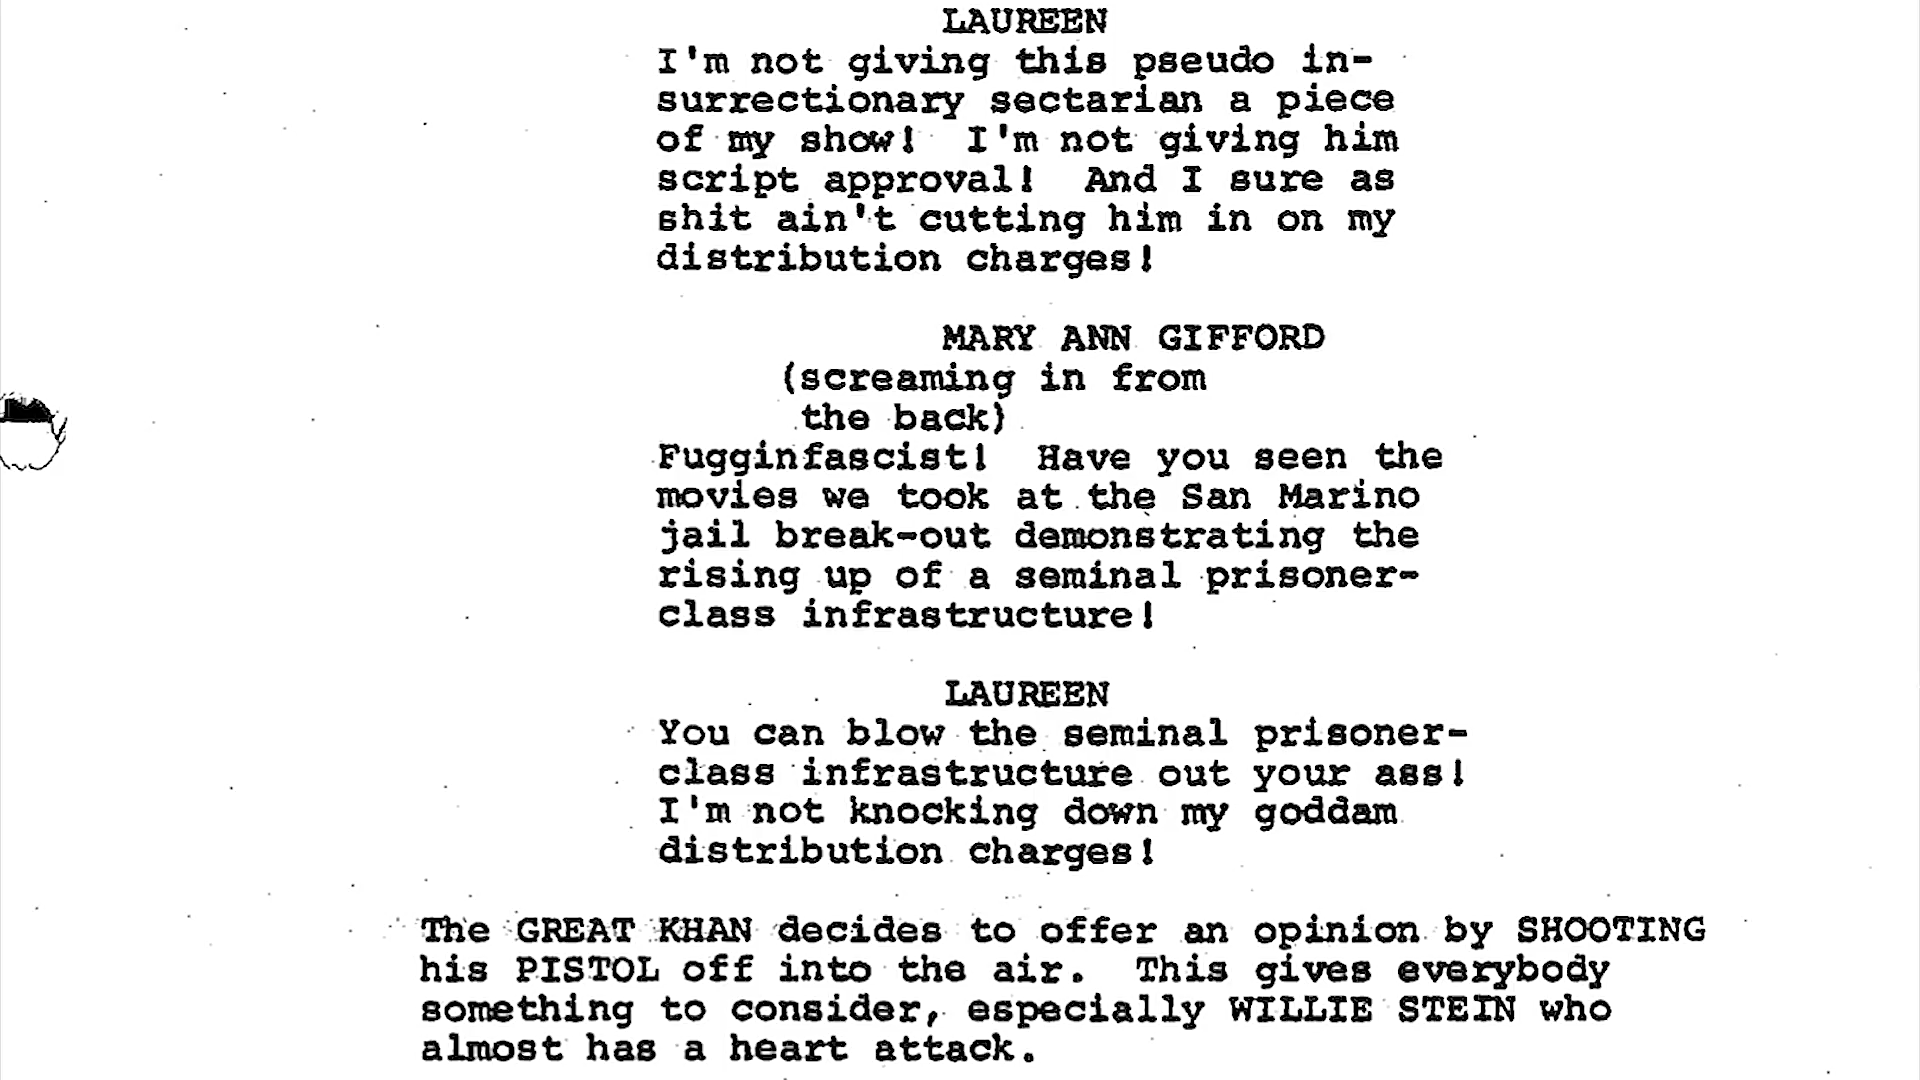 LAUREEN
I'm not giving this pseudo in-
surrectionary sectarian a piece
of my show! I'm not giving him
script approval! And I sure as
shit ain't cutting him in on my
distribution charges!
MARY ANN GIFFORD
(screaming in from
the back)
Fugginfascist! Have you seen the
movies we took at the San Marino
jail break-out demonstrating the
rising up of a seminal prisoner-
class infrastructure!
LAUREEN
You can blow the seminal prisoner-
class infrastructure out your ass!
I'm not knocking down my goddam
distribution charges!
The GREAT KHAN decides to offer an opinion by SHOOTING
his PISTOL off into the air. This gives everybody
something to consider, especially WILLIE STEIN who
almost has a heart attack.